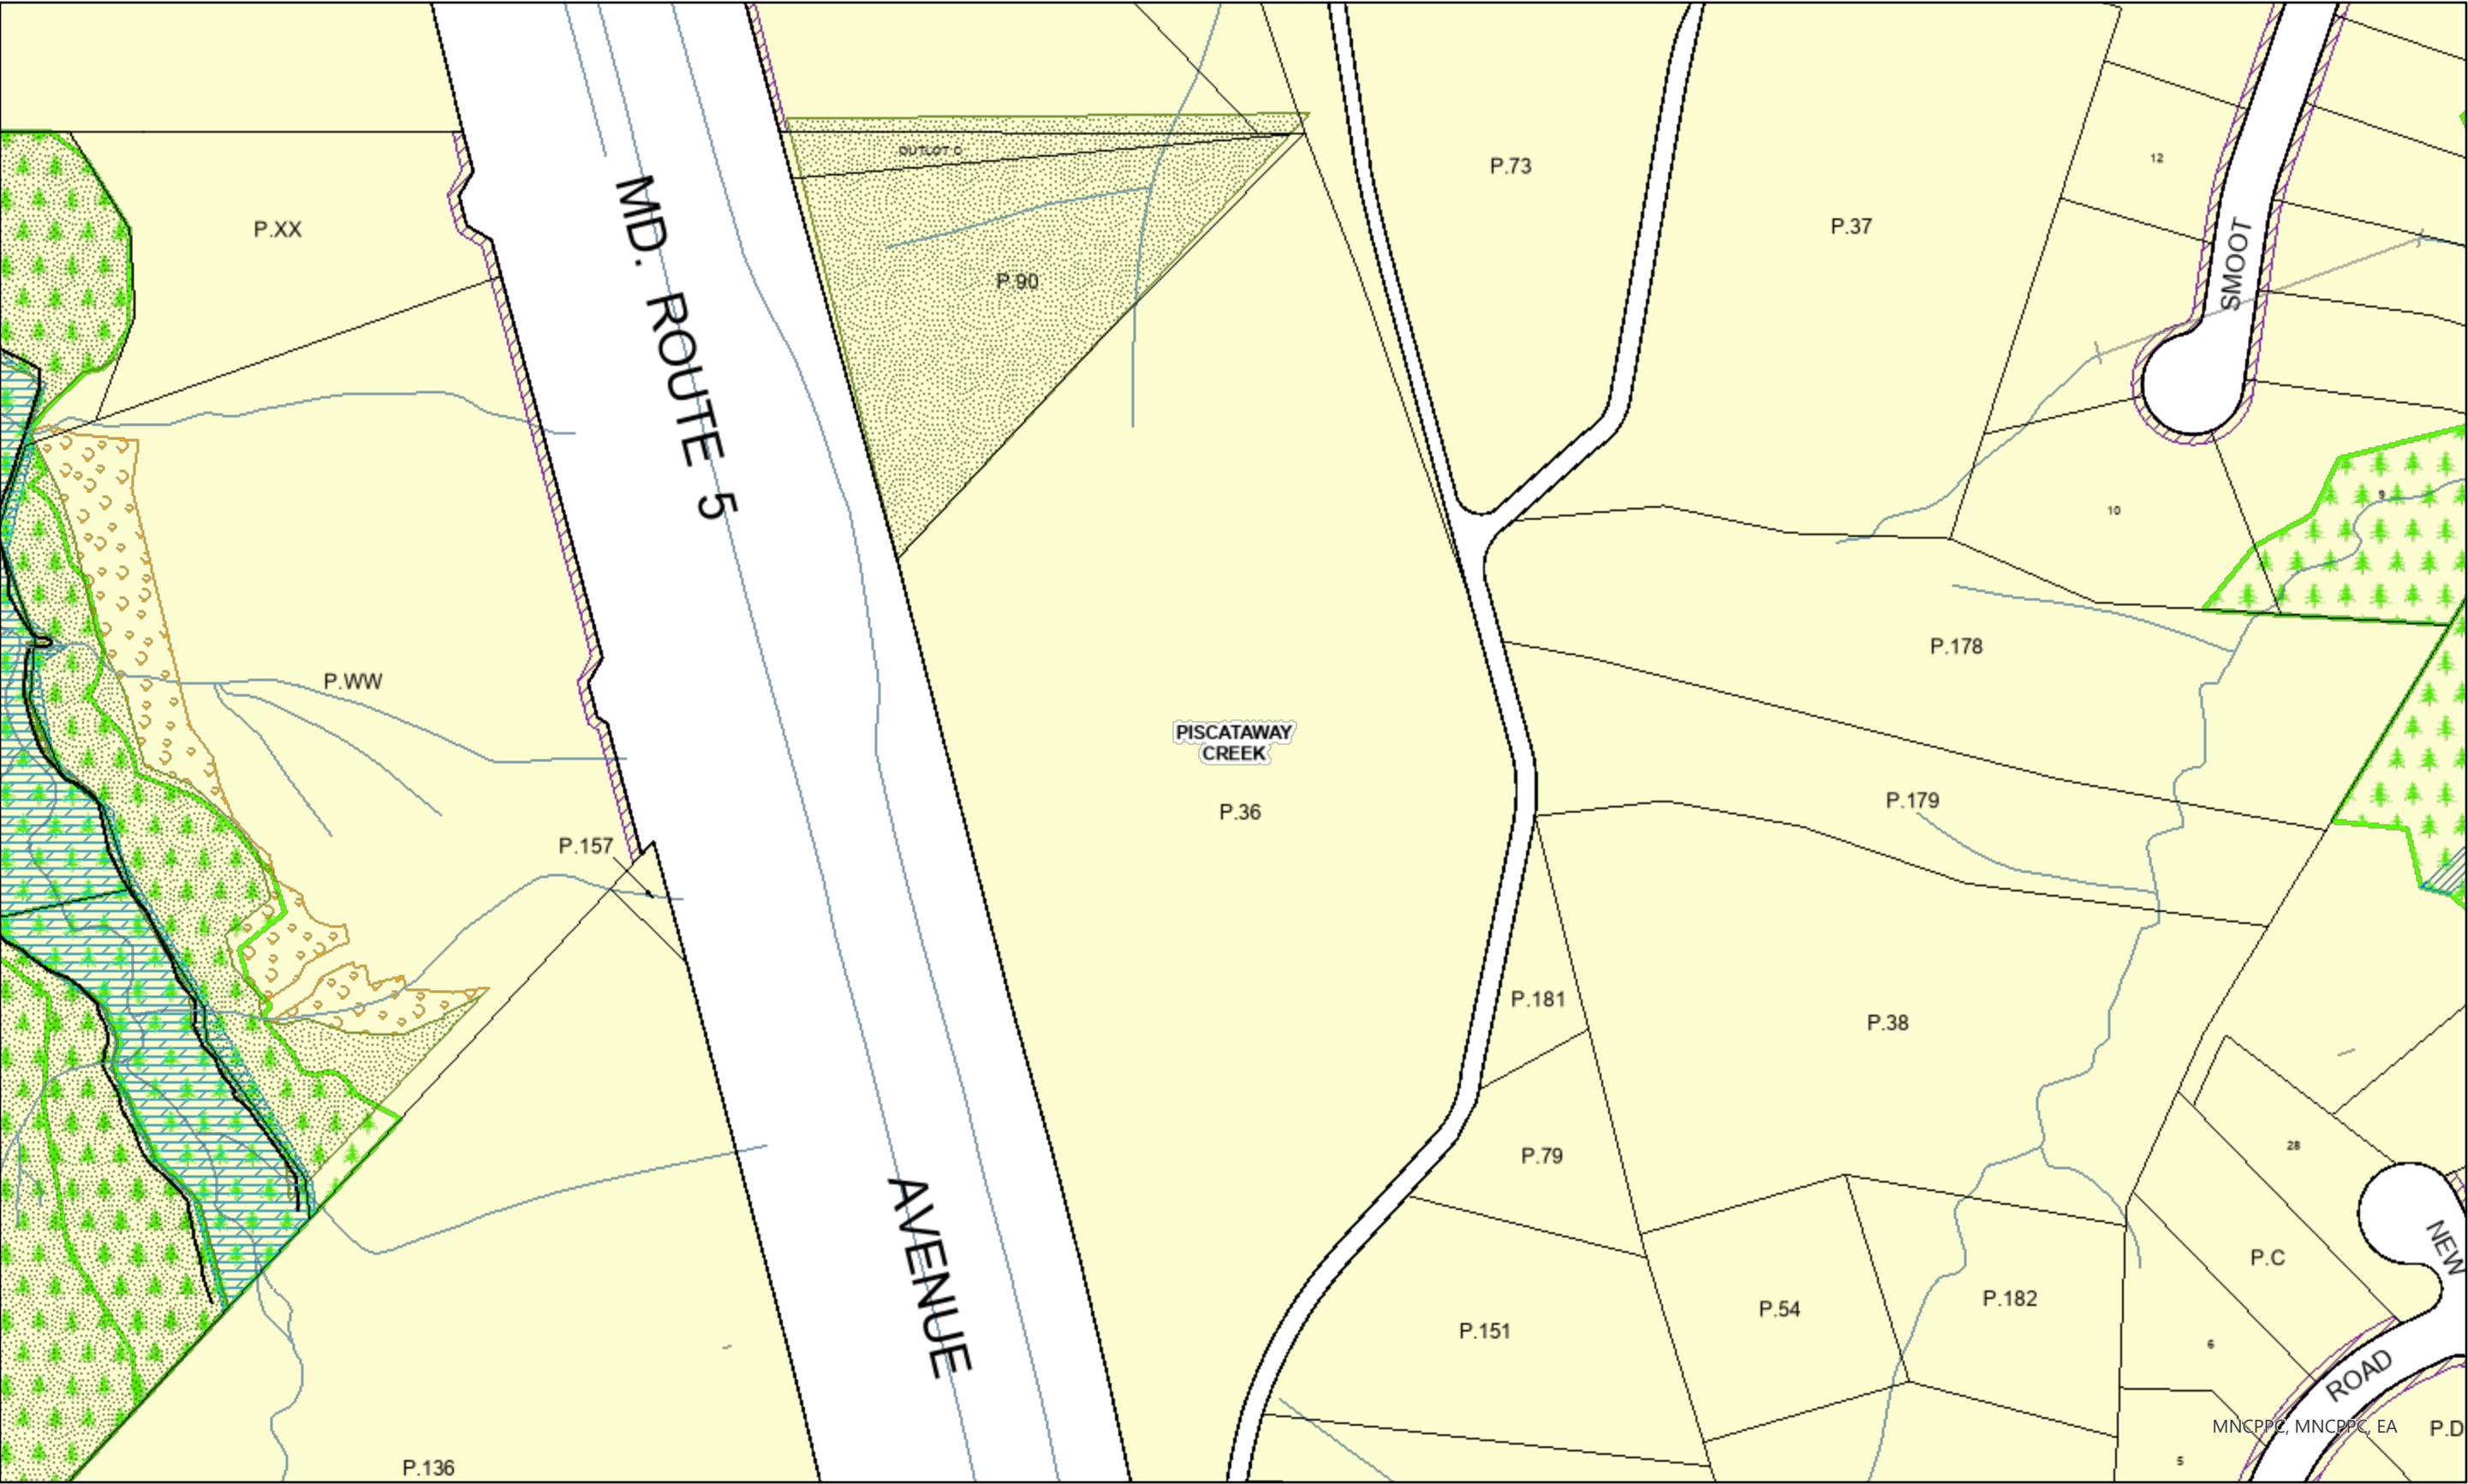 OUTLOT C
P.73
12
P.37
P.XX
SMOOT
P.90
MD. ROUTE 5
9
10
P.178
P.WW
PISCATAWAY
CREEK
P.179
P.36
P.157
P.181
P.38
28
P.79
NEW
P.C
P.182
P.54
P.151
AVENUE
6
ROAD
MNCPPC, MNCPPC, EA
P.D
5
P.136